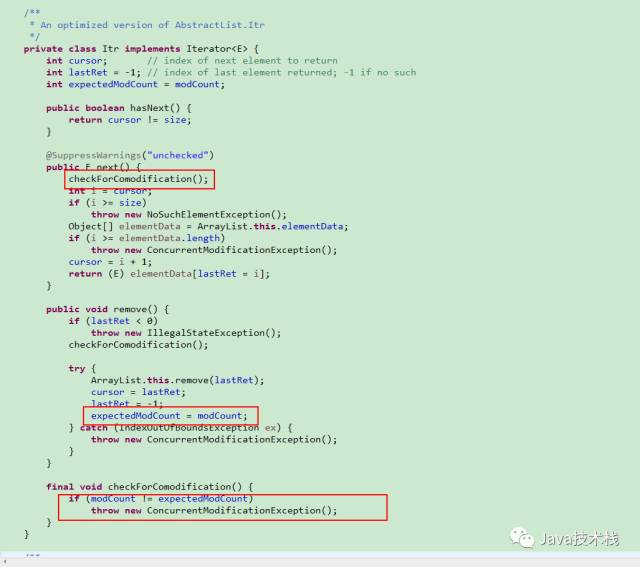 /**
 * An optimized version of AbstractList.Itr
 */
private class Itr implements Iterator<E> {
    int cursor;       // index of next element to return
    int lastRet = -1; // index of last element returned; -1 if no such
    int expectedModCount = modCount;

    public boolean hasNext() {
        return cursor != size;
    }

    @SuppressWarnings("unchecked")
    public E next() {
        checkForComodification();
        int i = cursor;
        if (i >= size)
            throw new NoSuchElementException();
        Object[] elementData = ArrayList.this.elementData;
        if (i >= elementData.length)
            throw new ConcurrentModificationException();
        cursor = i + 1;
        return (E) elementData[lastRet = i];
    }

    public void remove() {
        if (lastRet < 0)
            throw new IllegalStateException();
        checkForComodification();

        try {
            ArrayList.this.remove(lastRet);
            cursor = lastRet;
            lastRet = -1;
            expectedModCount = modCount;
        } catch (IndexOutOfBoundsException ex) {
            throw new ConcurrentModificationException();
        }
    }

    final void checkForComodification() {
        if (modCount != expectedModCount)
            throw new ConcurrentModificationException();
    }
}
/**
Java技术栈